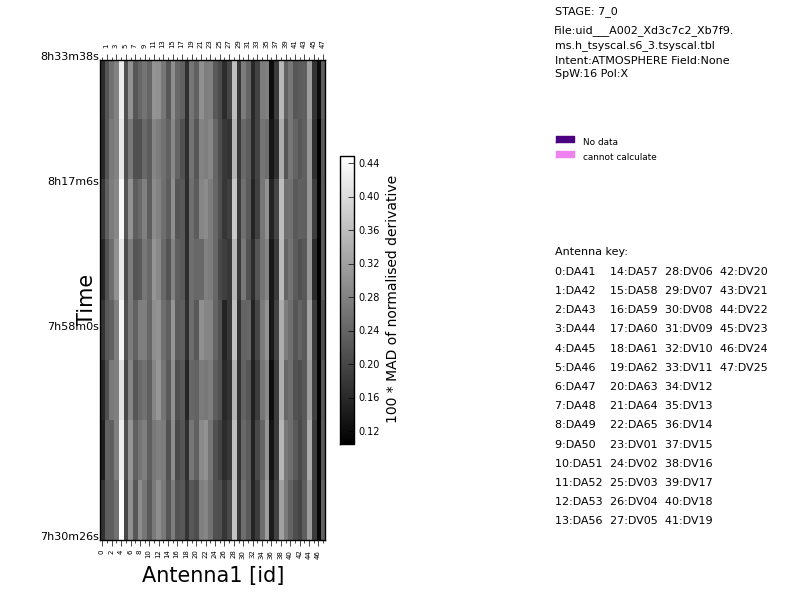 STAGE: 7_0
File:uid___A002_Xd3c7c2_Xb7f9.
ms.h_tsyscal.s6_3.tsyscal.tbl
Intent:ATMOSPHERE Field:None
SpW:16 Pol:X
1 3 5 7 9 11 13 15 17 19 21 23 25 27 29 31 33 35 37 39 41 43 45 47
8h33m38s
8h17m6s
7h58m0s
7h30m26s
Time
0 2 4 6 8 10 12 14 16 18 20 22 24 26 28 30 32 34 36 38 40 42 44 46
Antenna1 [id]
0.44
0.40
0.36
0.32
0.28
0.24
0.20
0.16
0.12
100 * MAD of normalised derivative
No data
cannot calculate
Antenna key:
0:DA41 14:DA57 28:DV06 42:DV20
1:DA42 15:DA58 29:DV07 43:DV21
2:DA43 16:DA59 30:DV08 44:DV22
3:DA44 17:DA60 31:DV09 45:DV23
4:DA45 18:DA61 32:DV10 46:DV24
5:DA46 19:DA62 33:DV11 47:DV25
6:DA47 20:DA63 34:DV12
7:DA48 21:DA64 35:DV13
8:DA49 22:DA65 36:DV14
9:DA50 23:DV01 37:DV15
10:DA51 24:DV02 38:DV16
11:DA52 25:DV03 39:DV17
12:DA53 26:DV04 40:DV18
13:DA56 27:DV05 41:DV19